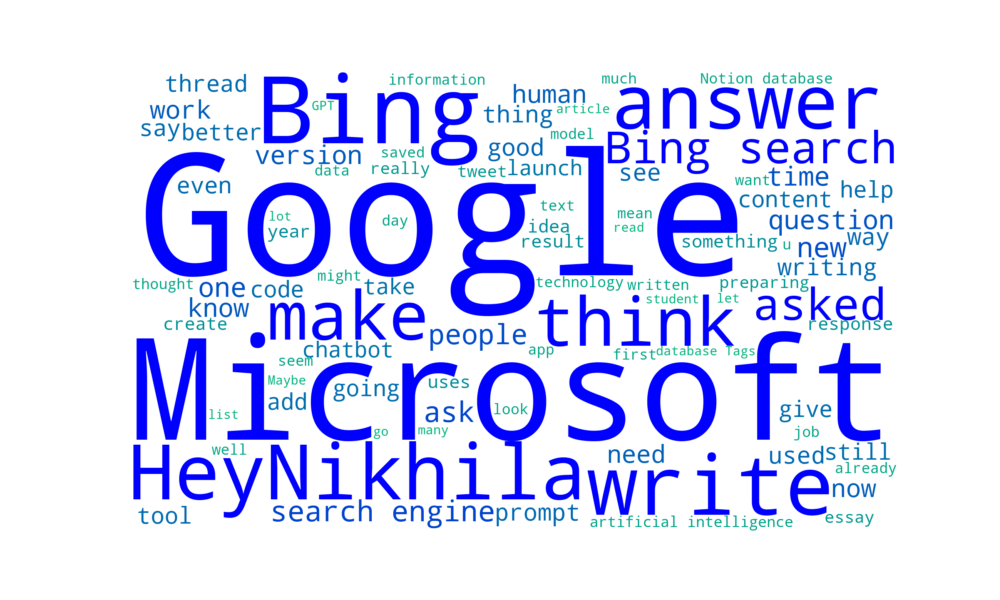 thread
information
much
Notion database
Bing
GPT
human
answer
work
thing
article
say
better
model
Bing search
version
saved
good
data
really
tweet
launch
see
want
time
even
content
help
Google
lot
day
text
mean
question
year
idea
read
result
something
u
new
way
writing
thought
might
technology
written
preparing
one
code
take
student
let
know
make
think
asked
create
people
response
chatbot
app
first
database Tags
seem
Microsoft
Maybe
going
uses
add
ask
look
give
list
go
many
job
well
HeyNikhila
need
used
still
already
write
now
tool
search engine
prompt
artificial intelligence
essay